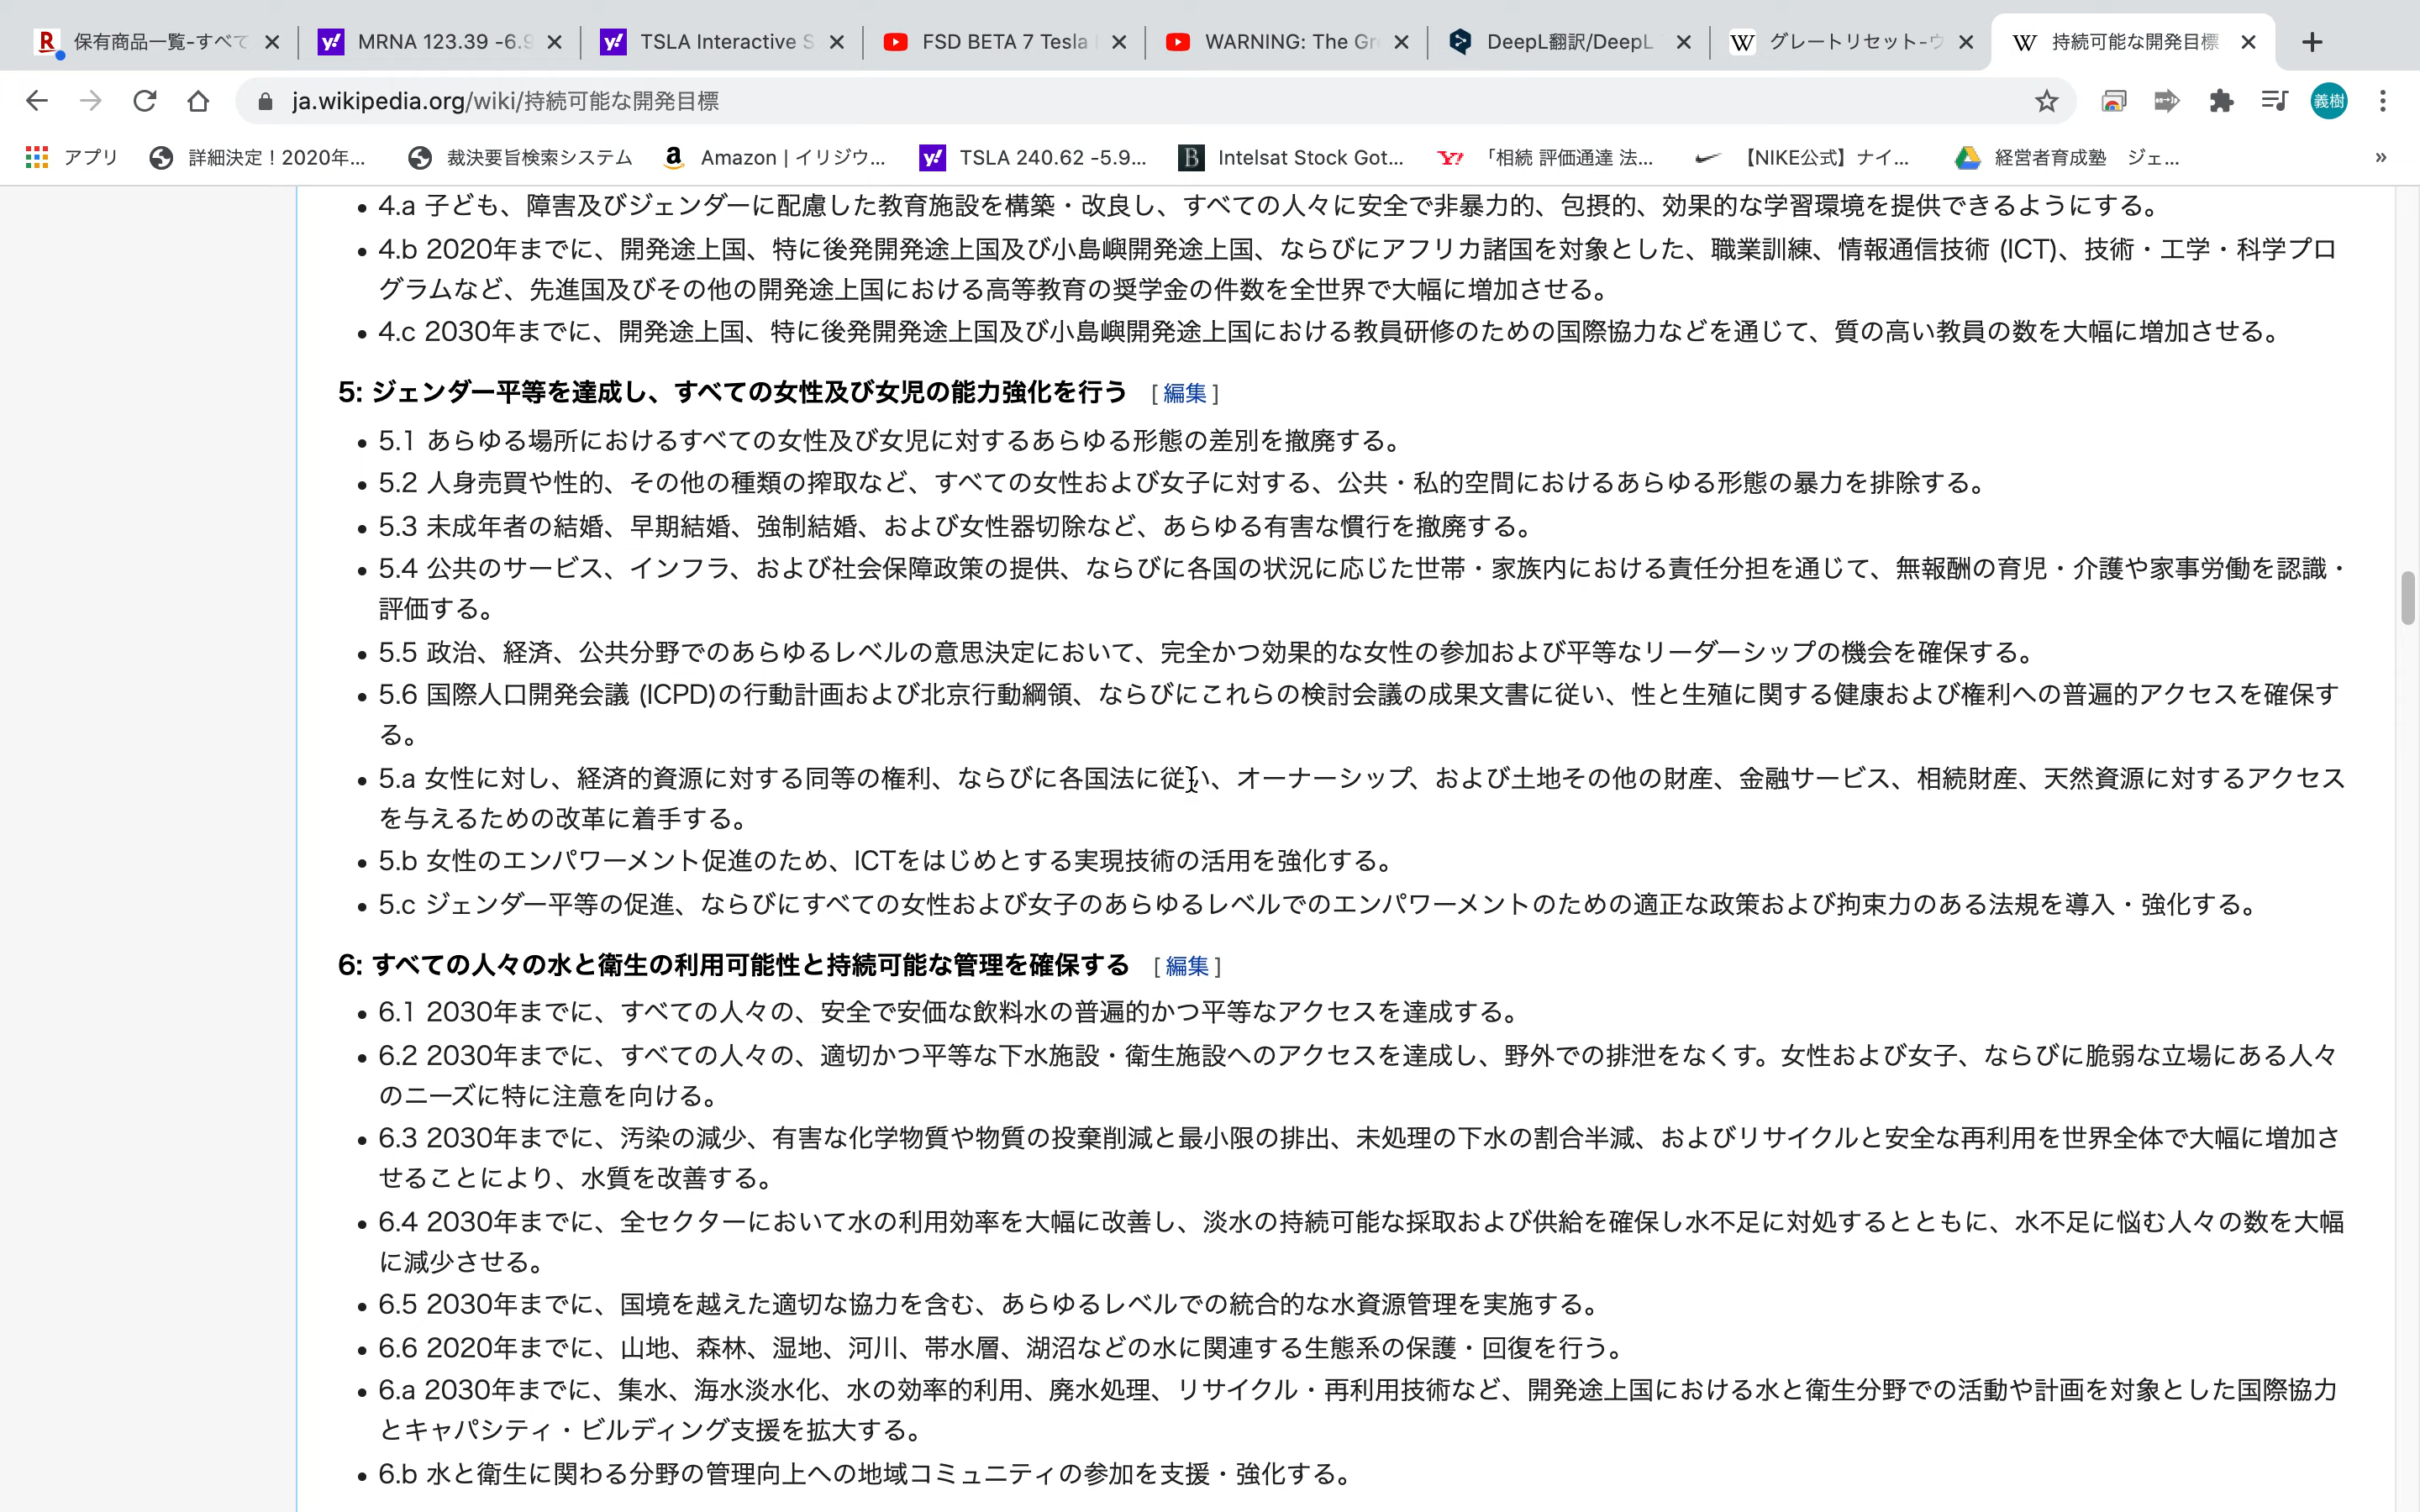 保有商品一覧-すべて
MRNA 123.39 -6.9
TSLA Interactive S
FSD BETA 7 Tesla
WARNING: The Gr
DeepL翻訳/DeepL
グレートリセット-ウ
持続可能な開発目標
ja.wikipedia.org/wiki/持続可能な開発目標
義樹
アプリ
詳細決定！2020年...
裁決要旨検索システム
Amazon | イリジウ...
TSLA 240.62 -5.9...
Intelsat Stock Got...
「相続 評価通達 法...
【NIKE公式】ナイ...
経営者育成塾 ジェ...
»
• 4.a 子ども、障害及びジェンダーに配慮した教育施設を構築・改良し、すべての人々に安全で非暴力的、包摂的、効果的な学習環境を提供できるようにする。
• 4.b 2020年までに、開発途上国、特に後発開発途上国及び小島嶼開発途上国、ならびにアフリカ諸国を対象とした、職業訓練、情報通信技術 (ICT)、技術・工学・科学プロ
グラムなど、先進国及びその他の開発途上国における高等教育の奨学金の件数を全世界で大幅に増加させる。
• 4.c 2030年までに、開発途上国、特に後発開発途上国及び小島嶼開発途上国における教員研修のための国際協力などを通じて、質の高い教員の数を大幅に増加させる。
5: ジェンダー平等を達成し、すべての女性及び女児の能力強化を行う [ 編集 ]
• 5.1 あらゆる場所におけるすべての女性及び女児に対するあらゆる形態の差別を撤廃する。
• 5.2 人身売買や性的、その他の種類の搾取など、すべての女性および女子に対する、公共・私的空間におけるあらゆる形態の暴力を排除する。
• 5.3 未成年者の結婚、早期結婚、強制結婚、および女性器切除など、あらゆる有害な慣行を撤廃する。
• 5.4 公共のサービス、インフラ、および社会保障政策の提供、ならびに各国の状況に応じた世帯・家族内における責任分担を通じて、無報酬の育児・介護や家事労働を認識・
評価する。
• 5.5 政治、経済、公共分野でのあらゆるレベルの意思決定において、完全かつ効果的な女性の参加および平等なリーダーシップの機会を確保する。
• 5.6 国際人口開発会議 (ICPD)の行動計画および北京行動綱領、ならびにこれらの検討会議の成果文書に従い、性と生殖に関する健康および権利への普遍的アクセスを確保す
る。
• 5.a 女性に対し、経済的資源に対する同等の権利、ならびに各国法に従い、オーナーシップ、および土地その他の財産、金融サービス、相続財産、天然資源に対するアクセス
を与えるための改革に着手する。
• 5.b 女性のエンパワーメント促進のため、ICTをはじめとする実現技術の活用を強化する。
• 5.c ジェンダー平等の促進、ならびにすべての女性および女子のあらゆるレベルでのエンパワーメントのための適正な政策および拘束力のある法規を導入・強化する。
6: すべての人々の水と衛生の利用可能性と持続可能な管理を確保する [ 編集 ]
• 6.1 2030年までに、すべての人々の、安全で安価な飲料水の普遍的かつ平等なアクセスを達成する。
• 6.2 2030年までに、すべての人々の、適切かつ平等な下水施設・衛生施設へのアクセスを達成し、野外での排泄をなくす。女性および女子、ならびに脆弱な立場にある人々
のニーズに特に注意を向ける。
• 6.3 2030年までに、汚染の減少、有害な化学物質や物質の投棄削減と最小限の排出、未処理の下水の割合半減、およびリサイクルと安全な再利用を世界全体で大幅に増加さ
せることにより、水質を改善する。
• 6.4 2030年までに、全セクターにおいて水の利用効率を大幅に改善し、淡水の持続可能な採取および供給を確保し水不足に対処するとともに、水不足に悩む人々の数を大幅
に減少させる。
• 6.5 2030年までに、国境を越えた適切な協力を含む、あらゆるレベルでの統合的な水資源管理を実施する。
• 6.6 2020年までに、山地、森林、湿地、河川、帯水層、湖沼などの水に関連する生態系の保護・回復を行う。
• 6.a 2030年までに、集水、海水淡水化、水の効率的利用、廃水処理、リサイクル・再利用技術など、開発途上国における水と衛生分野での活動や計画を対象とした国際協力
とキャパシティ・ビルディング支援を拡大する。
• 6.b 水と衛生に関わる分野の管理向上への地域コミュニティの参加を支援・強化する。